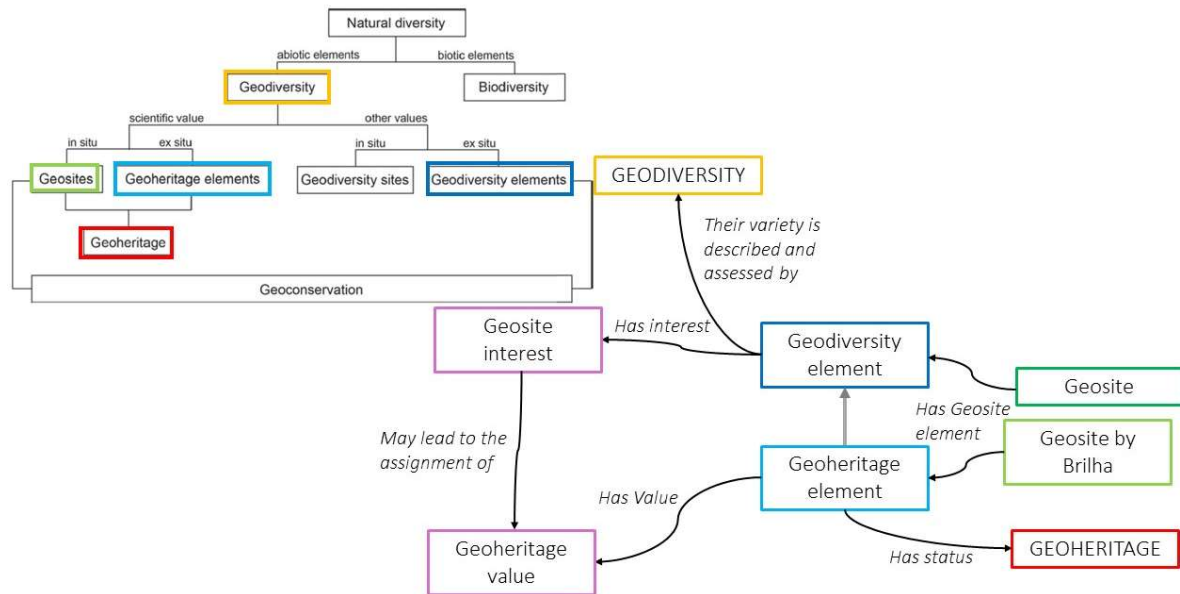 Natural diversity
abiotic elements
biotic elements
Geodiversity
Biodiversity
scientific value
other values
in situ
ex situ
in situ
ex situ
Geosites
Geoheritage elements
Geodiversity sites
Geodiversity elements
GEODIVERSITY
Geoheritage
Their variety is
described and
assessed by
Geoconservation
Geosite
interest
Has interest
Geodiversity
element
Geosite
May lead to the
assignment of
Has Geosite
element
Geosite by
Brilha
Geoheritage
element
Has Value
Geoheritage
value
Has status
GEOHERITAGE